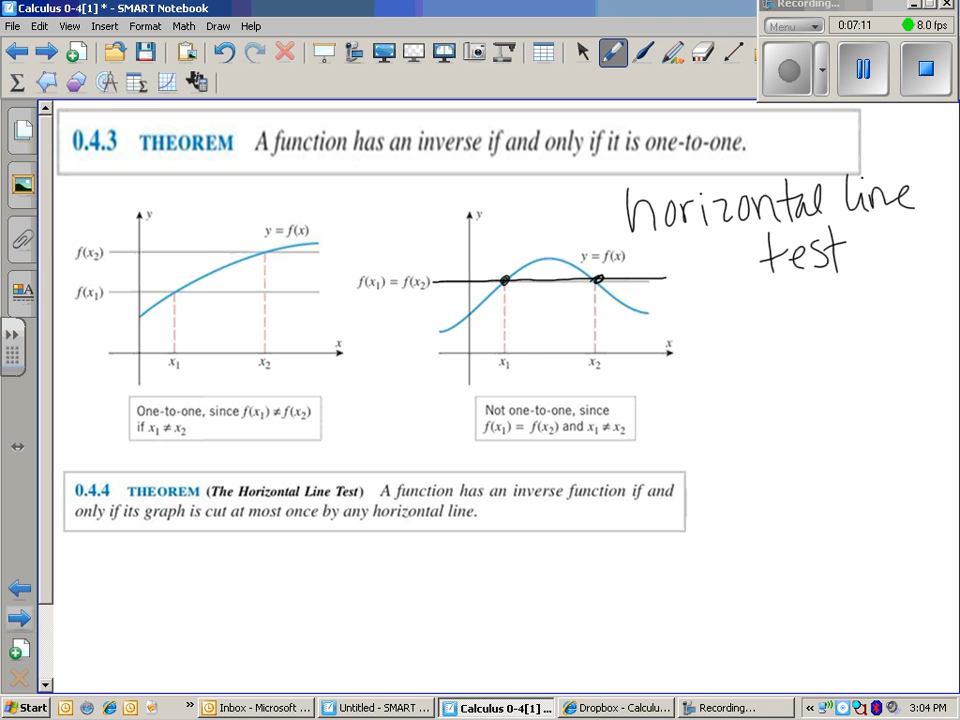 Calculus 0-4[1] * - SMART Notebook
Recording...
File Edit View Insert Format Math Draw Help
Menu 0:07:11 8.0 fps
0.4.3 THEOREM A function has an inverse if and only if it is one-to-one.
horizontal line
test
y
y = f(x)
f(x₂)
f(x₁)
x
x₁ x₂
One-to-one, since f(x₁) ≠ f(x₂)
if x₁ ≠ x₂
y
y = f(x)
f(x₁) = f(x₂)
x
x₁ x₂
Not one-to-one, since
f(x₁) = f(x₂) and x₁ ≠ x₂
0.4.4 THEOREM (The Horizontal Line Test) A function has an inverse function if and
only if its graph is cut at most once by any horizontal line.
Start Inbox - Microsoft ... Untitled - SMART ... Calculus 0-4[1] ... Dropbox - Calculu... Recording... 3:04 PM